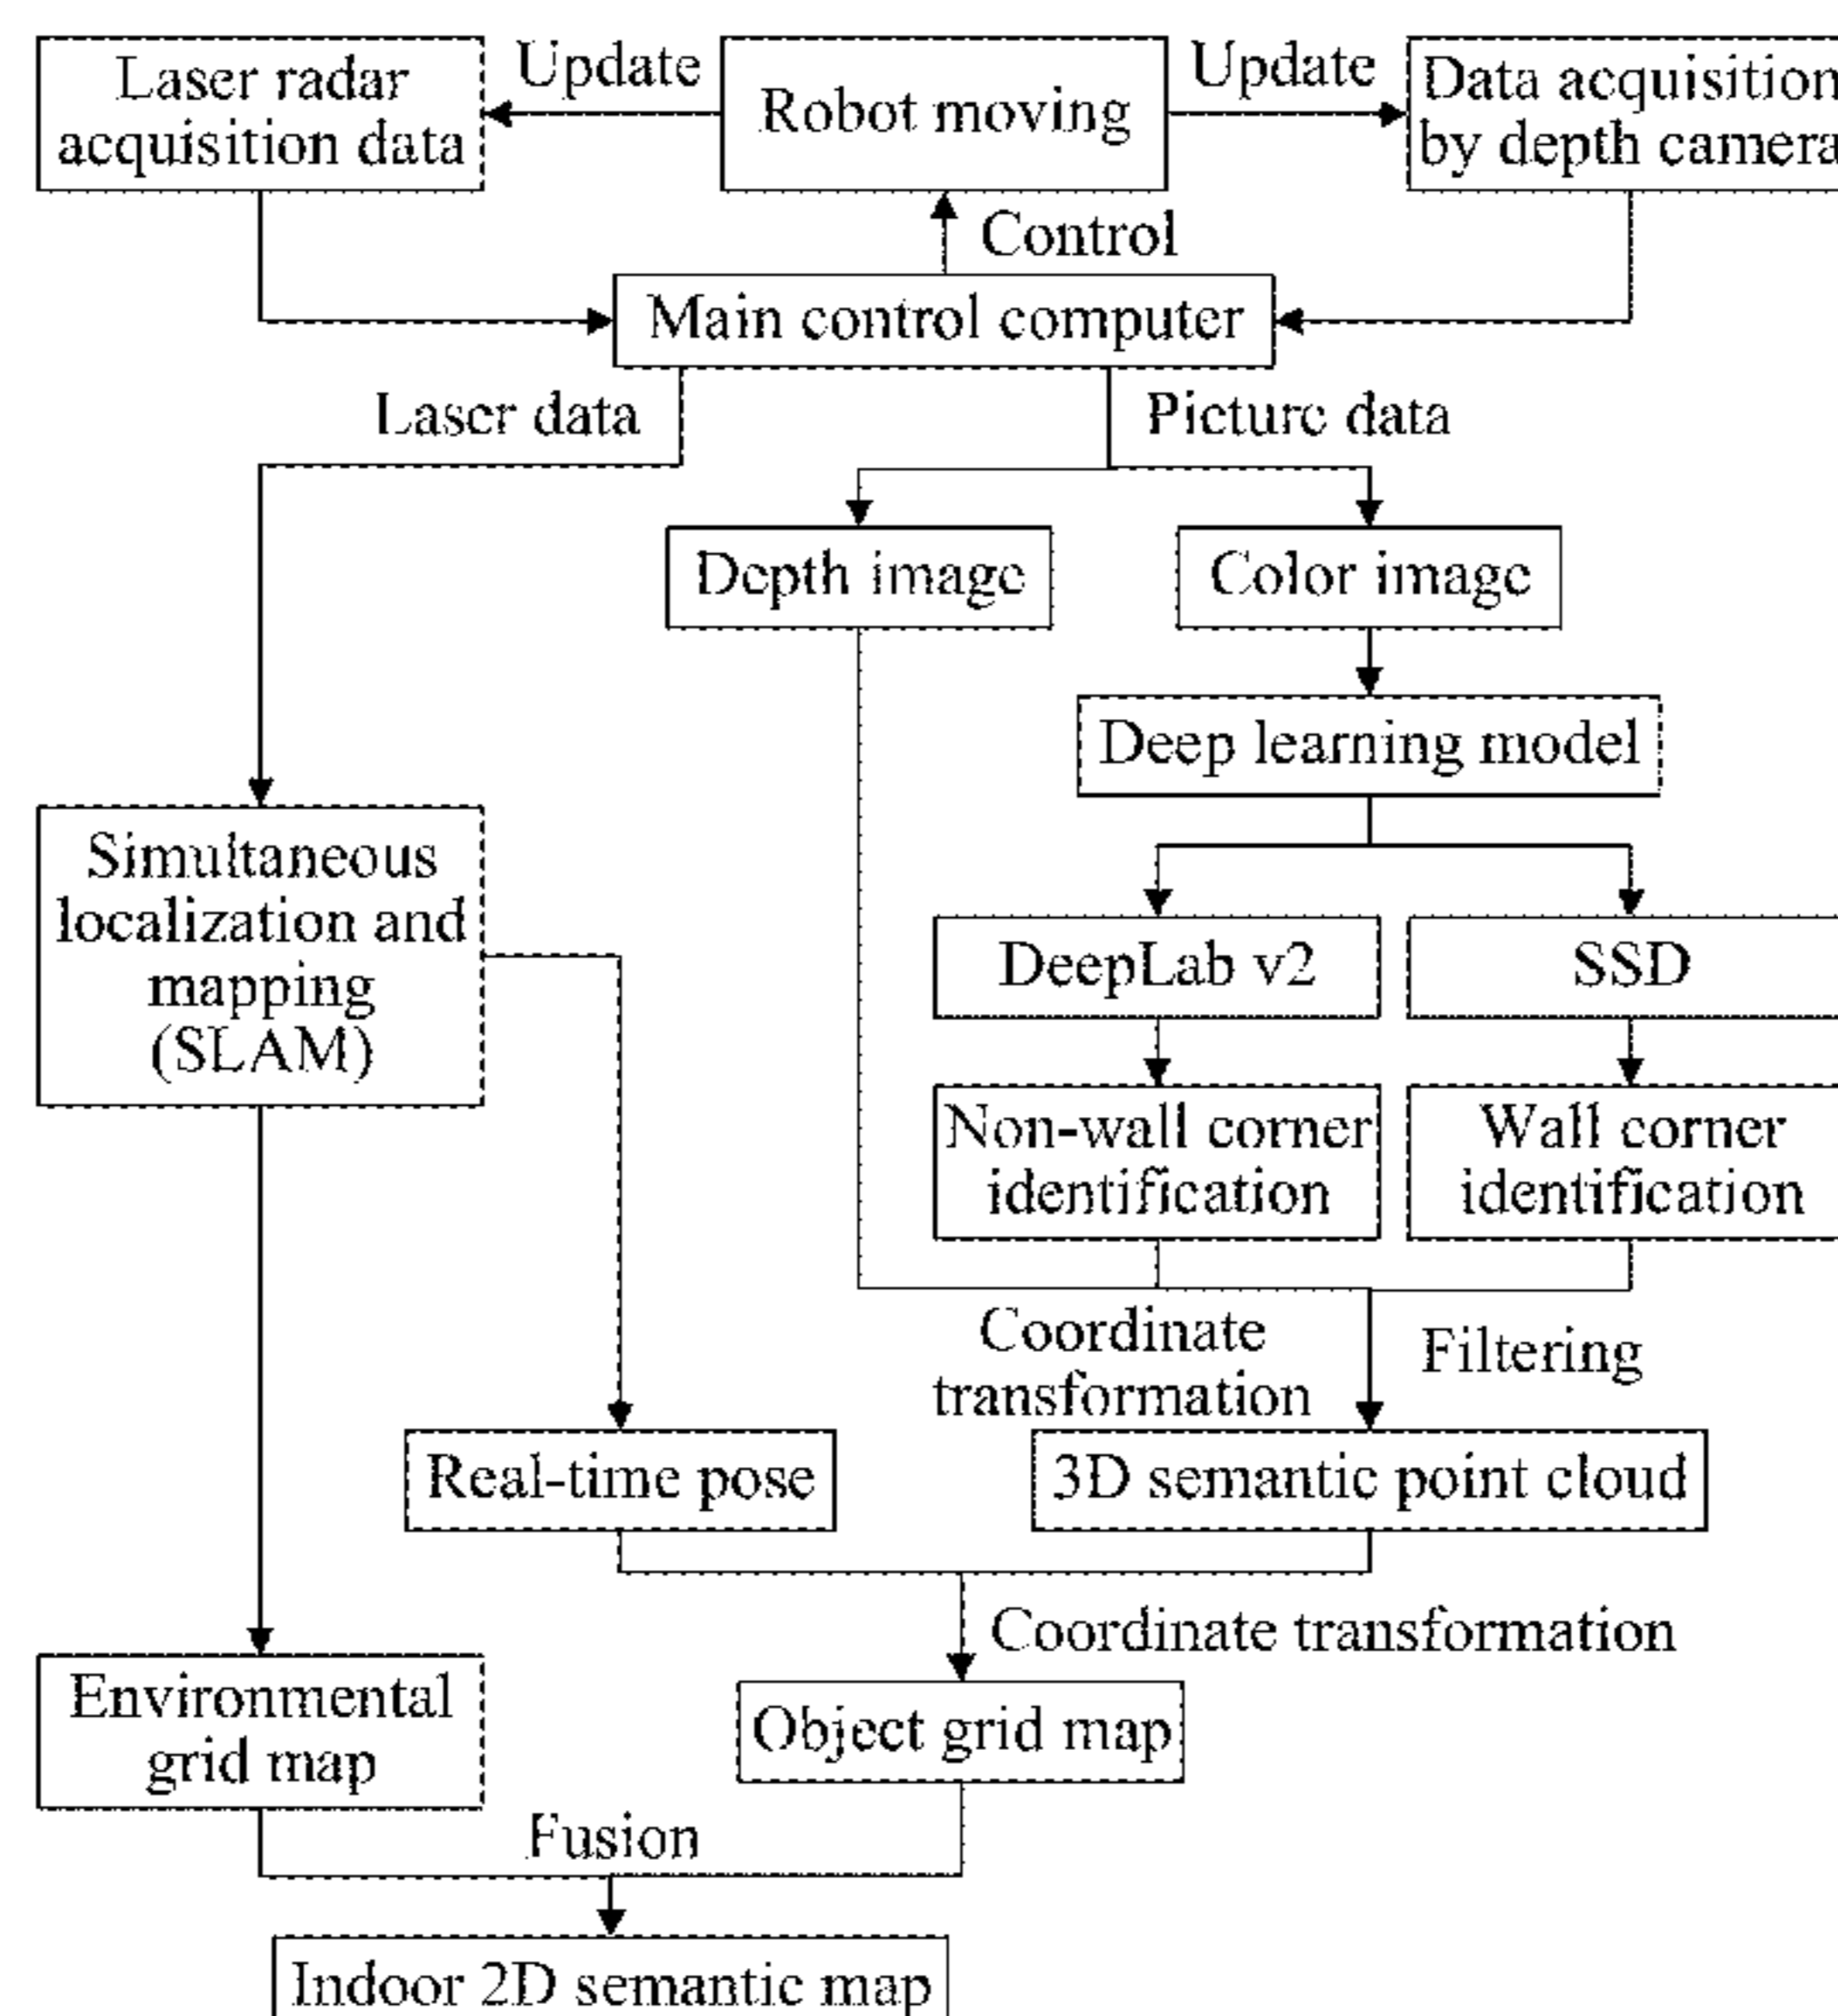 Laser radar
acquisition data
Update
Robot moving
Update
Data acquisition
by depth camera
Control
Main control computer
Laser data
Picture data
Depth image
Color image
Deep learning model
Simultaneous
localization and
mapping
(SLAM)
DeepLab v2
SSD
Non-wall corner
identification
Wall corner
identification
Coordinate
transformation
Filtering
Real-time pose
3D semantic point cloud
Coordinate transformation
Environmental
grid map
Object grid map
Fusion
Indoor 2D semantic map